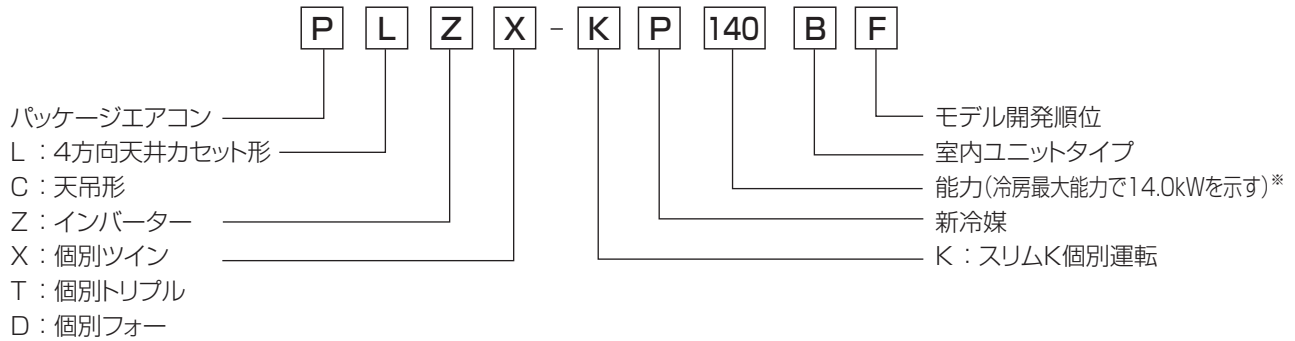 P L Z X - K P 140 B F
パッケージエアコン
L：4方向天井カセット形
C：天吊形
Z：インバーター
X：個別ツイン
T：個別トリプル
D：個別フォー
モデル開発順位
室内ユニットタイプ
能力（冷房最大能力で14.0kWを示す）※
新冷媒
K：スリムK個別運転